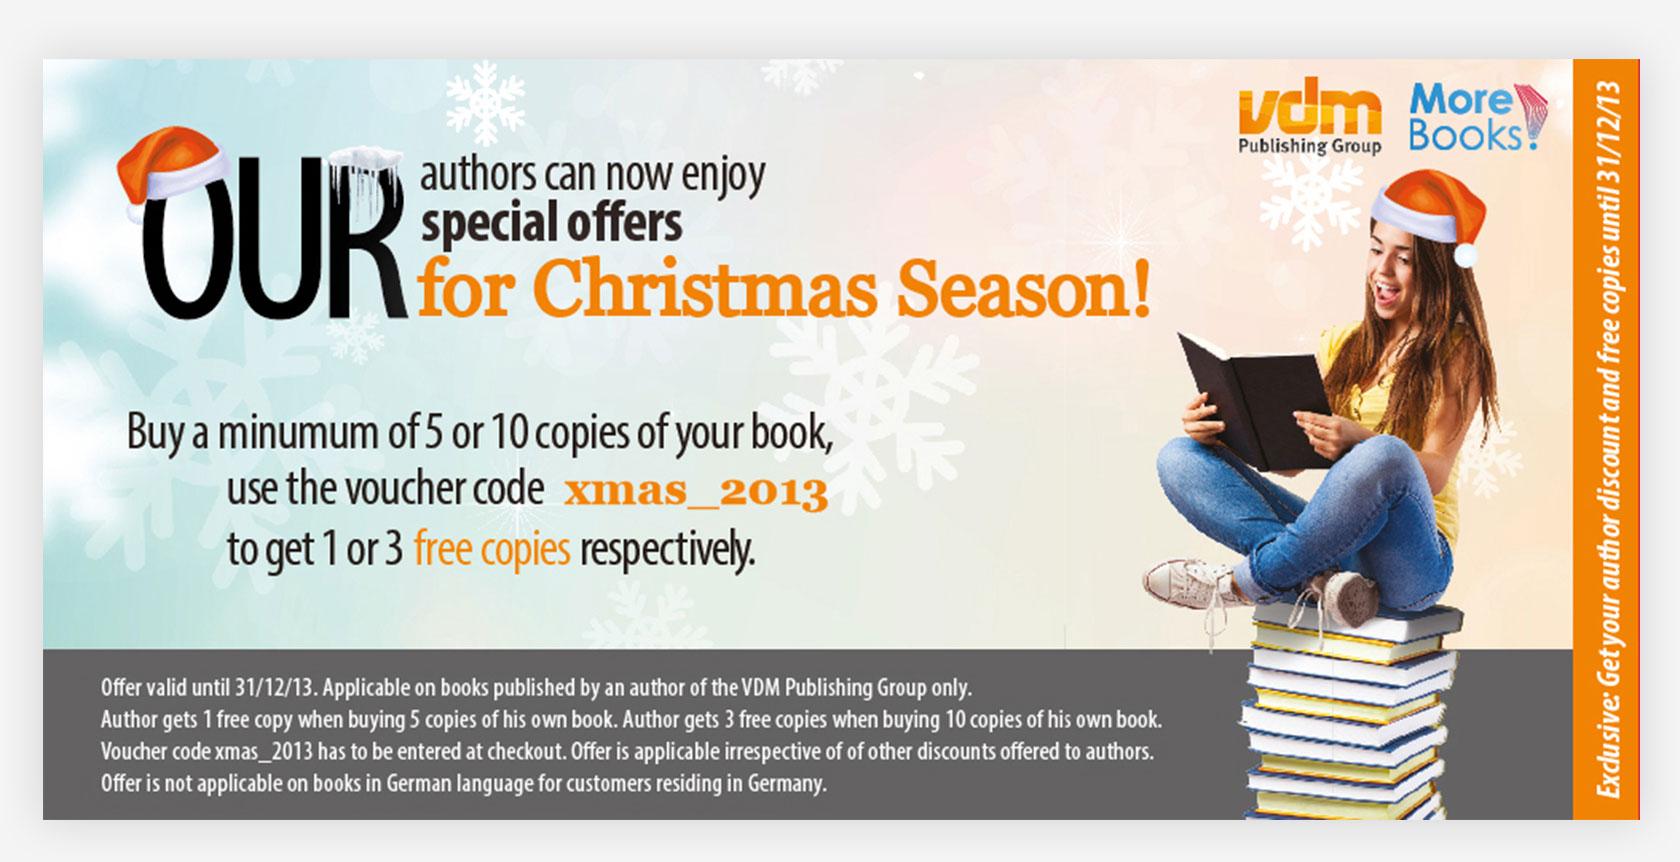 OUR authors can now enjoy
special offers
for Christmas Season!
vdm
Publishing Group
More
Books!
Buy a minumum of 5 or 10 copies of your book,
use the voucher code xmas_2013
to get 1 or 3 free copies respectively.
Offer valid until 31/12/13. Applicable on books published by an author of the VDM Publishing Group only.
Author gets 1 free copy when buying 5 copies of his own book. Author gets 3 free copies when buying 10 copies of his own book.
Voucher code xmas_2013 has to be entered at checkout. Offer is applicable irrespective of of other discounts offered to authors.
Offer is not applicable on books in German language for customers residing in Germany.
Exclusive: Get your author discount and free copies until 31/12/13